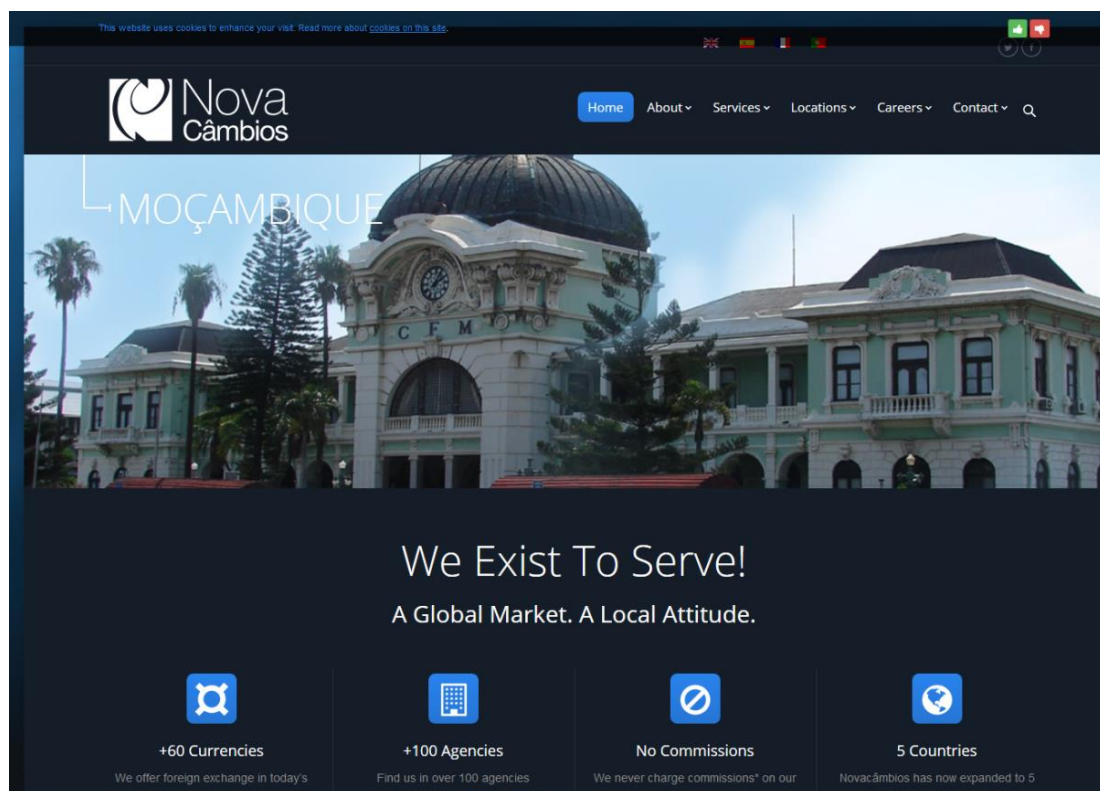 This website uses cookies to enhance your visit. Read more about cookies on this site.
Nova
Câmbios
Home About Services Locations Careers Contact
MOÇAMBIQUE
C F M
We Exist To Serve!
A Global Market. A Local Attitude.
+60 Currencies +100 Agencies No Commissions 5 Countries
We offer foreign exchange in today's Find us in over 100 agencies We never charge commissions* on our Novacâmbios has now expanded to 5